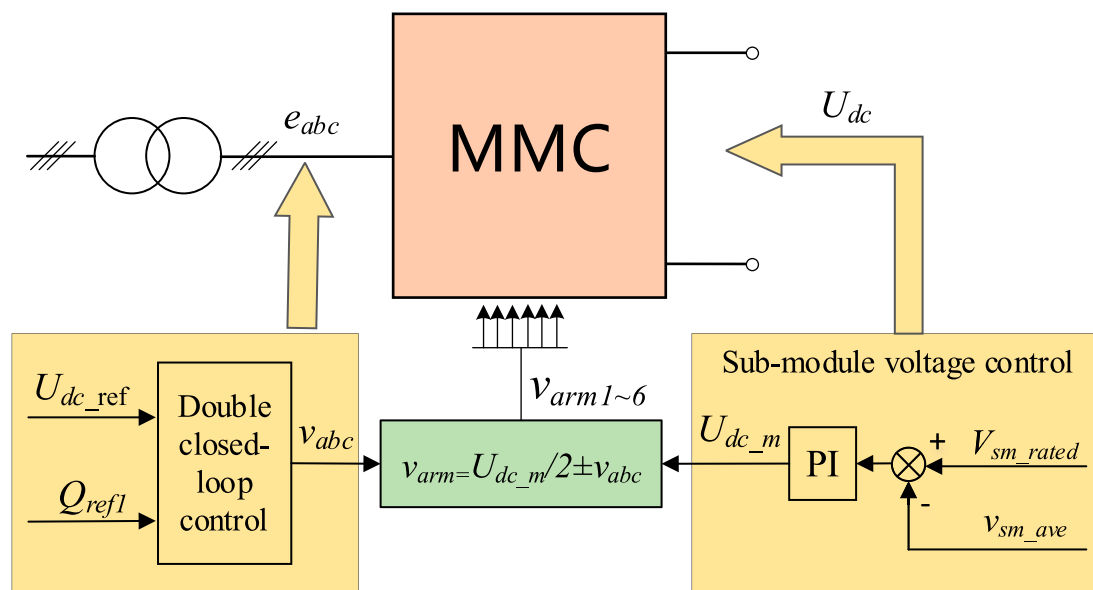 e_abc
MMC
U_dc
U_dc_ref
Q_ref1
Double
closed-
loop
control
v_abc
v_arm1~6
v_arm=U_dc_m/2±v_abc
Sub-module voltage control
U_dc_m
PI
+
-
V_sm_rated
v_sm_ave